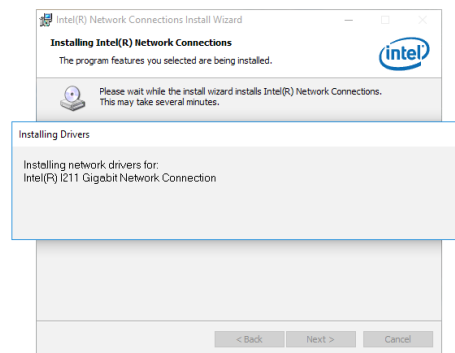 Intel(R) Network Connections Install Wizard
Installing Intel(R) Network Connections
The program features you selected are being installed.
intel
Please wait while the install wizard installs Intel(R) Network Connections.
This may take several minutes.
Installing Drivers
Installing network drivers for:
Intel(R) I211 Gigabit Network Connection
< Back Next > Cancel